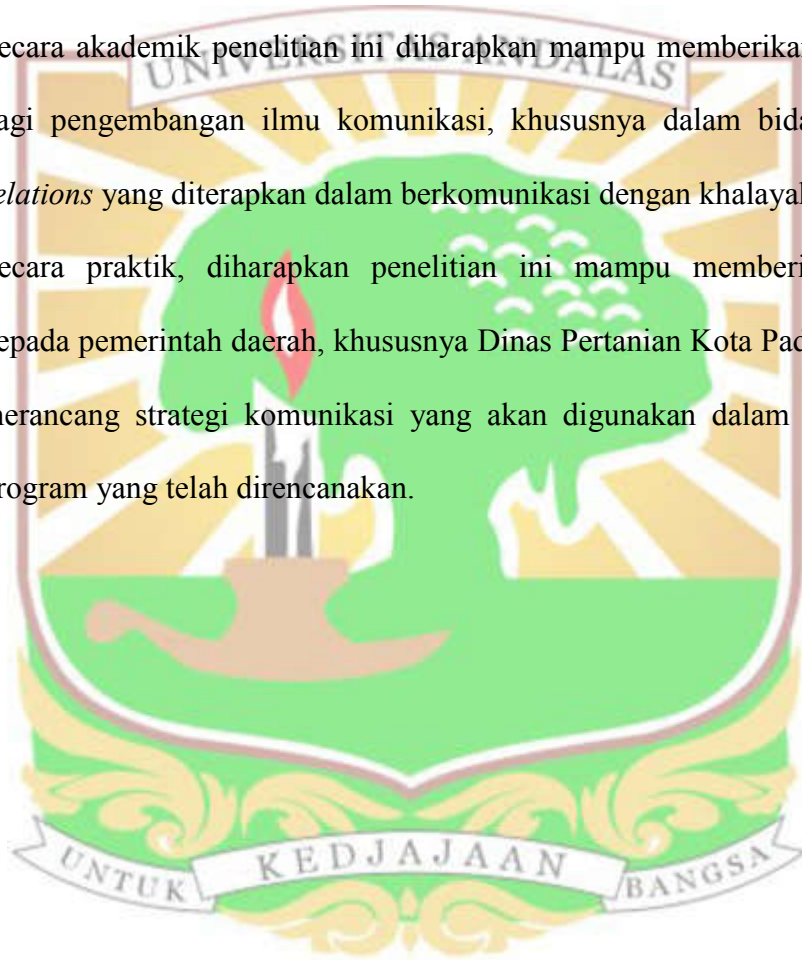 ecara akademik penelitian ini diharapkan mampu memberikan
UNIVERSITAS ANDALAS
agi pengembangan ilmu komunikasi, khususnya dalam bida
elations yang diterapkan dalam berkomunikasi dengan khalayak
ecara praktik, diharapkan penelitian ini mampu memberi
epada pemerintah daerah, khususnya Dinas Pertanian Kota Pad
nerancang strategi komunikasi yang akan digunakan dalam
rogram yang telah direncanakan.
UNTUK KEDJAJAAN BANGSA